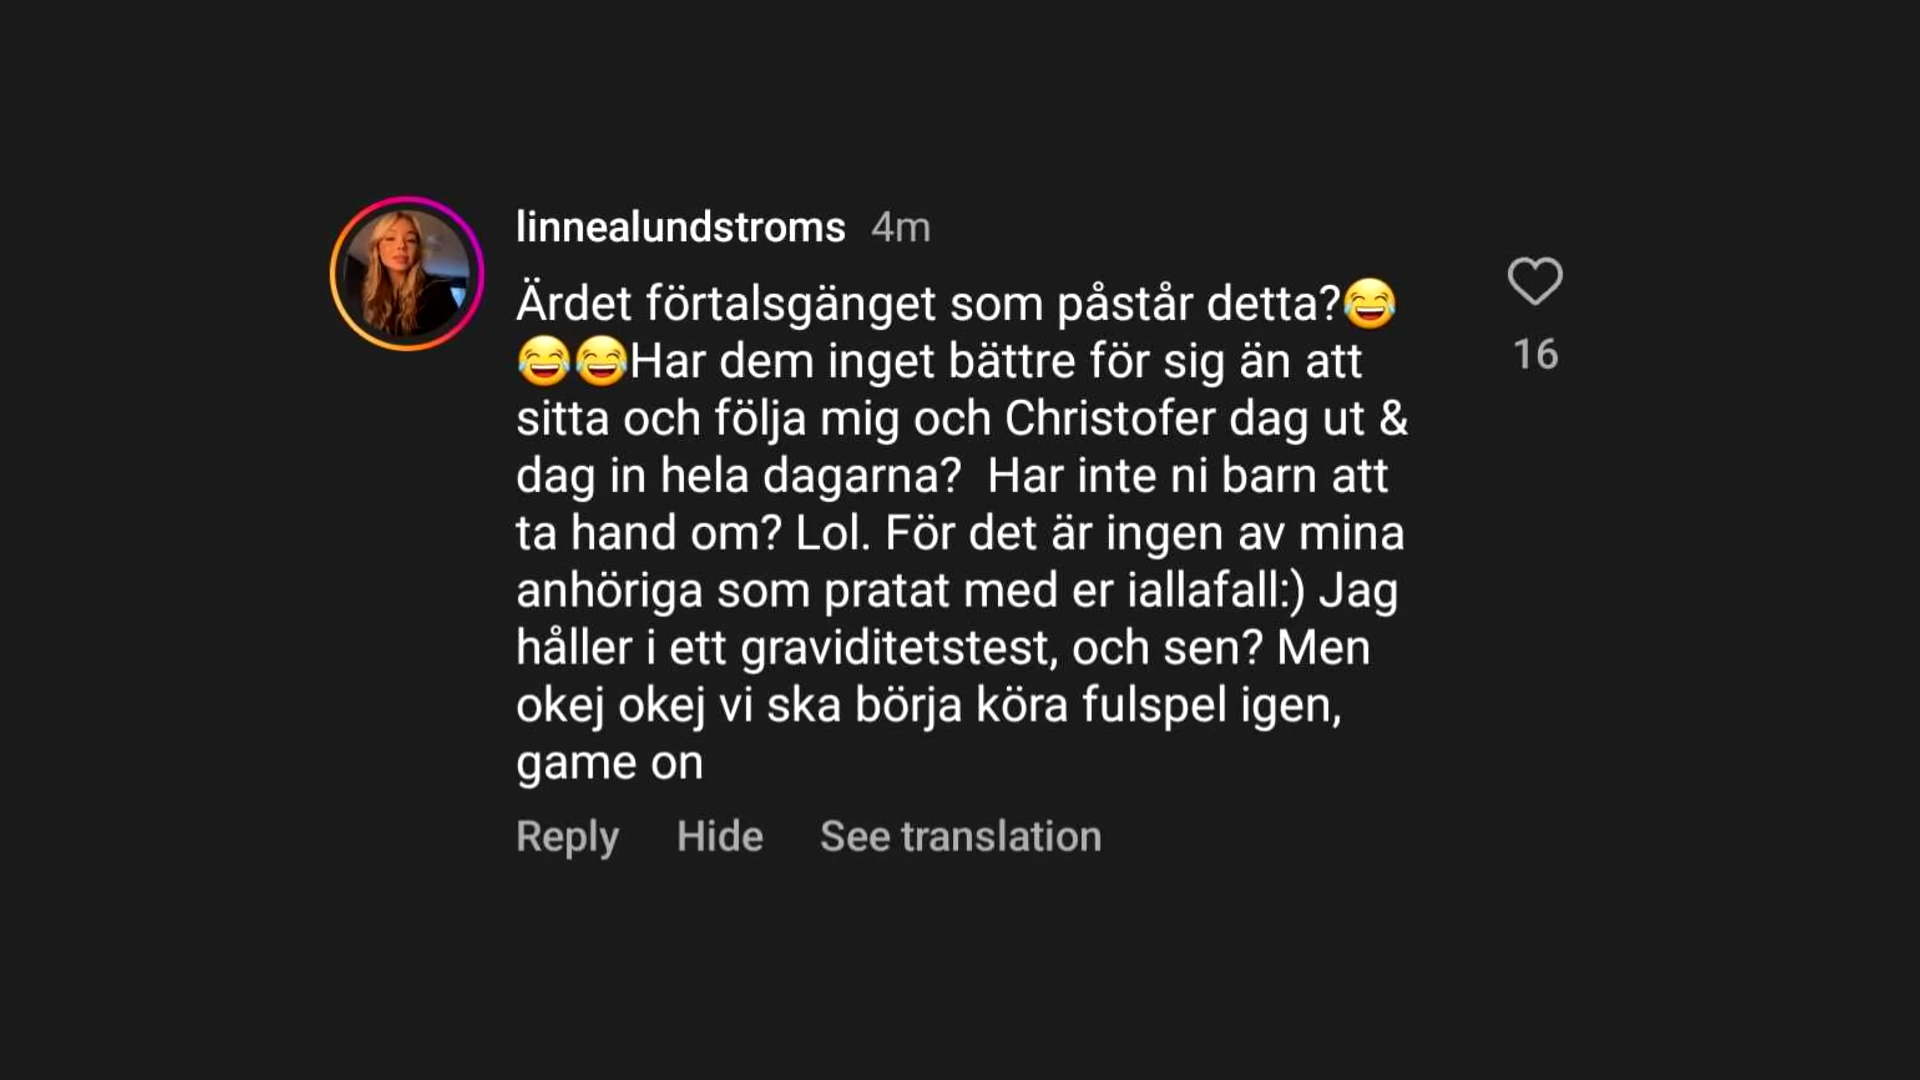 linnealundstroms 4m
Ärdet förtalsgänget som påstår detta?😂
😂😂Har dem inget bättre för sig än att
sitta och följa mig och Christofer dag ut &
dag in hela dagarna?  Har inte ni barn att
ta hand om? Lol. För det är ingen av mina
anhöriga som pratat med er iallafall:) Jag
håller i ett graviditetstest, och sen? Men
okej okej vi ska börja köra fulspel igen,
game on
16
Reply Hide See translation